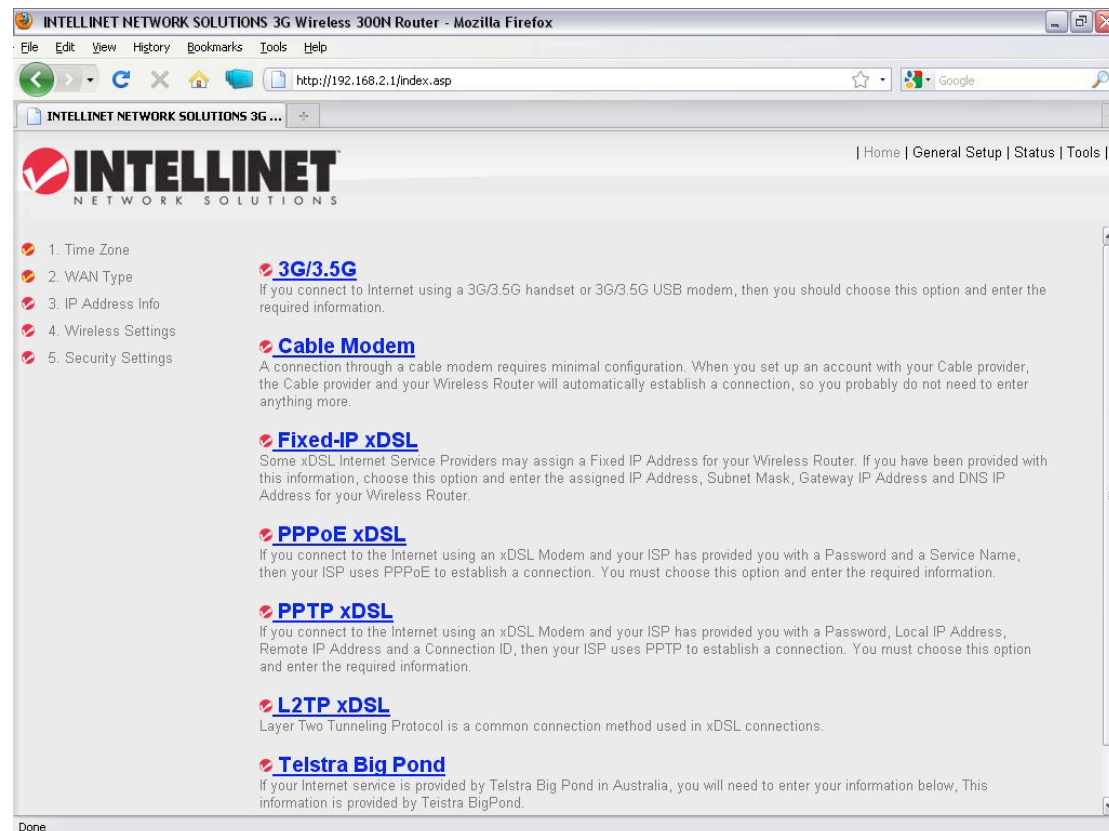 INTELLINET NETWORK SOLUTIONS 3G Wireless 300N Router - Mozilla Firefox
File Edit View History Bookmarks Tools Help
http://192.168.2.1/index.asp
Google
INTELLINET NETWORK SOLUTIONS 3G ...
INTELLINET
NETWORK SOLUTIONS
| Home | General Setup | Status | Tools |
1. Time Zone
2. WAN Type
3. IP Address Info
4. Wireless Settings
5. Security Settings
3G/3.5G
If you connect to Internet using a 3G/3.5G handset or 3G/3.5G USB modem, then you should choose this option and enter the
required information.
Cable Modem
A connection through a cable modem requires minimal configuration. When you set up an account with your Cable provider,
the Cable provider and your Wireless Router will automatically establish a connection, so you probably do not need to enter
anything more.
Fixed-IP xDSL
Some xDSL Internet Service Providers may assign a Fixed IP Address for your Wireless Router. If you have been provided with
this information, choose this option and enter the assigned IP Address, Subnet Mask, Gateway IP Address and DNS IP
Address for your Wireless Router.
PPPoE xDSL
If you connect to the Internet using an xDSL Modem and your ISP has provided you with a Password and a Service Name,
then your ISP uses PPPoE to establish a connection. You must choose this option and enter the required information.
PPTP xDSL
If you connect to the Internet using an xDSL Modem and your ISP has provided you with a Password, Local IP Address,
Remote IP Address and a Connection ID, then your ISP uses PPTP to establish a connection. You must choose this option
and enter the required information.
L2TP xDSL
Layer Two Tunneling Protocol is a common connection method used in xDSL connections.
Telstra Big Pond
If your Internet service is provided by Telstra Big Pond in Australia, you will need to enter your information below, This
information is provided by Teistra BigPond.
Done